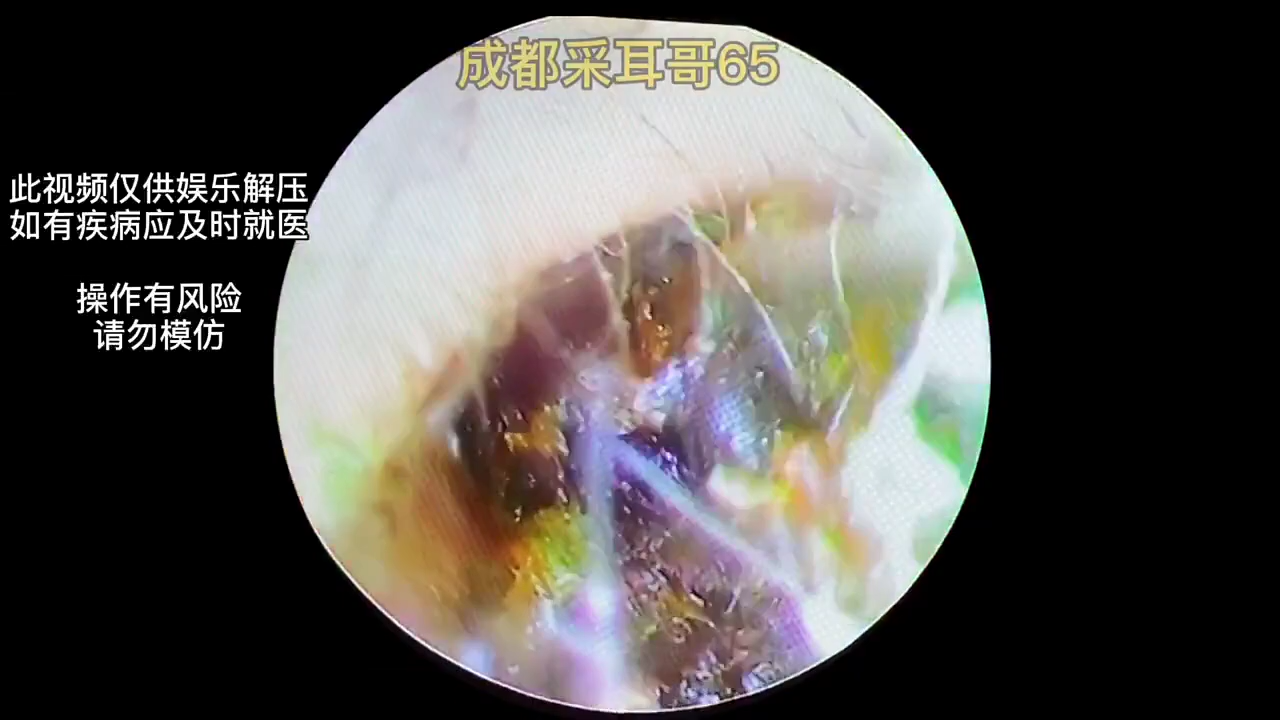 成都采耳哥65
此视频仅供娱乐解压
如有疾病应及时就医
操作有风险
请勿模仿